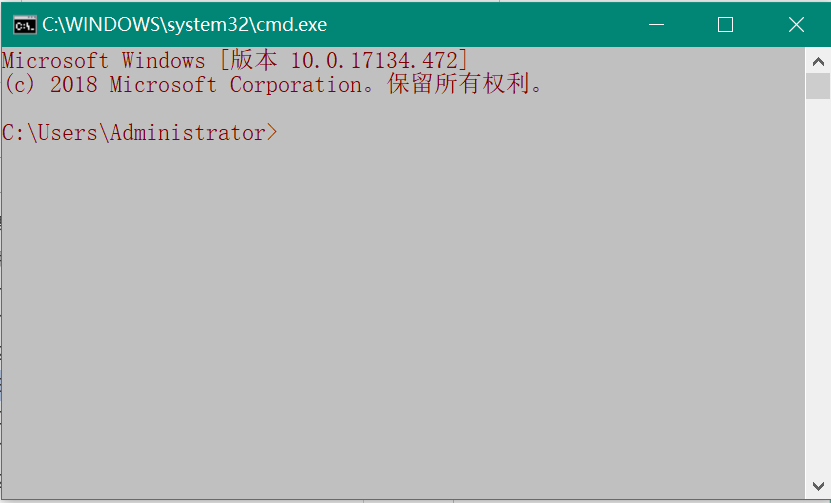 C:\WINDOWS\system32\cmd.exe
Microsoft Windows [版本 10.0.17134.472]
(c) 2018 Microsoft Corporation。保留所有权利。
C:\Users\Administrator>